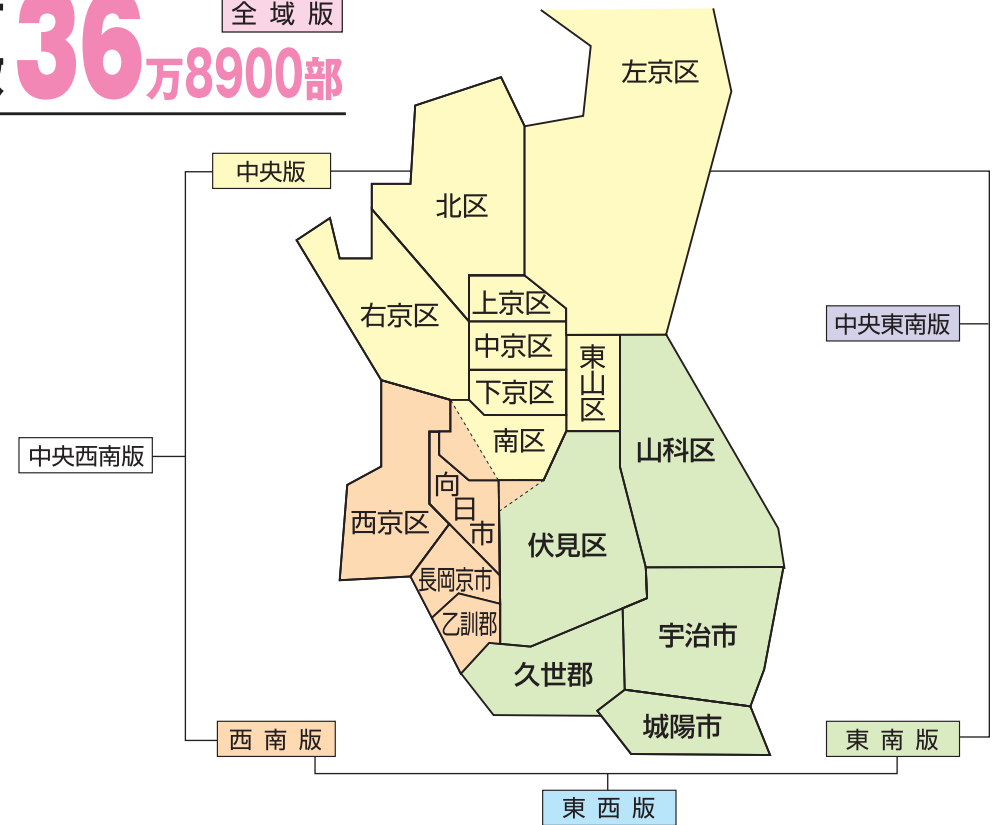 全域版
36万8900部
左京区
中央版
北区
上京区
右京区
中央東南版
中京区
東山区
下京区
南区
山科区
中央西南版
向日市
西京区
伏見区
長岡京市
乙訓郡
宇治市
久世郡
城陽市
西南版
東南版
東西版